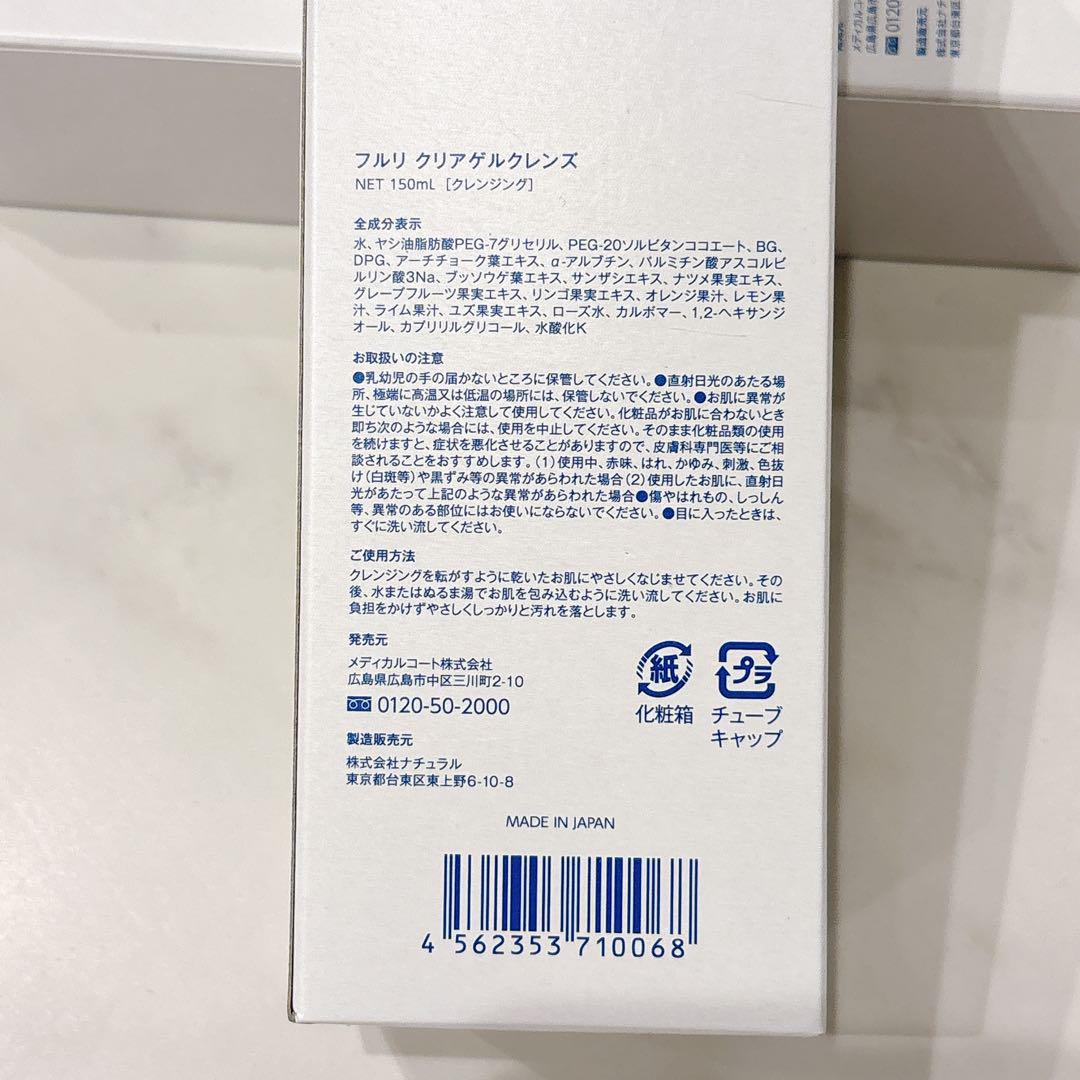 フルリ クリアゲルクレンズ
NET 150mL [クレンジング]
全成分表示
水、ヤシ油脂肪酸PEG-7グリセリル、PEG-20ソルビタンココエート、BG、
DPG、アーチチョーク葉エキス、α-アルブチン、パルミチン酸アスコルビ
ルリン酸3Na、ブッソウゲ葉エキス、サンザシエキス、ナツメ果実エキス、
グレープフルーツ果実エキス、リンゴ果実エキス、オレンジ果汁、レモン果
汁、ライム果汁、ユズ果実エキス、ローズ水、カルボマー、1,2-ヘキサンジ
オール、カプリリルグリコール、水酸化K
お取扱いの注意
●乳幼児の手の届かないところに保管してください。●直射日光のあたる場
所、極端に高温又は低温の場所には、保管しないでください。●お肌に異常が
生じていないかよく注意して使用してください。化粧品がお肌に合わないとき
即ち次のような場合には、使用を中止してください。そのまま化粧品類の使用
を続けますと、症状を悪化させることがありますので、皮膚科専門医等にご相
談されることをおすすめします。(1)使用中、赤味、はれ、かゆみ、刺激、色抜
け(白斑等)や黒ずみ等の異常があらわれた場合(2)使用したお肌に、直射日
光があたって上記のような異常があらわれた場合●傷やはれもの、しっしん
等、異常のある部位にはお使いにならないでください。●目に入ったときは、
すぐに洗い流してください。
ご使用方法
クレンジングを転がすように乾いたお肌にやさしくなじませてください。その
後、水またはぬるま湯でお肌を包み込むように洗い流してください。お肌に
負担をかけずやさしくしっかりと汚れを落とします。
発売元
メディカルコート株式会社
広島県広島市中区三川町2-10
0120-50-2000
製造販売元
株式会社ナチュラル
東京都台東区東上野6-10-8
紙
化粧箱
プラ
チューブ
キャップ
MADE IN JAPAN
4 562353 710068
メディカルコート
広島県広島市
0120
製造販売元
株式会社ナチュ
東京都台東区